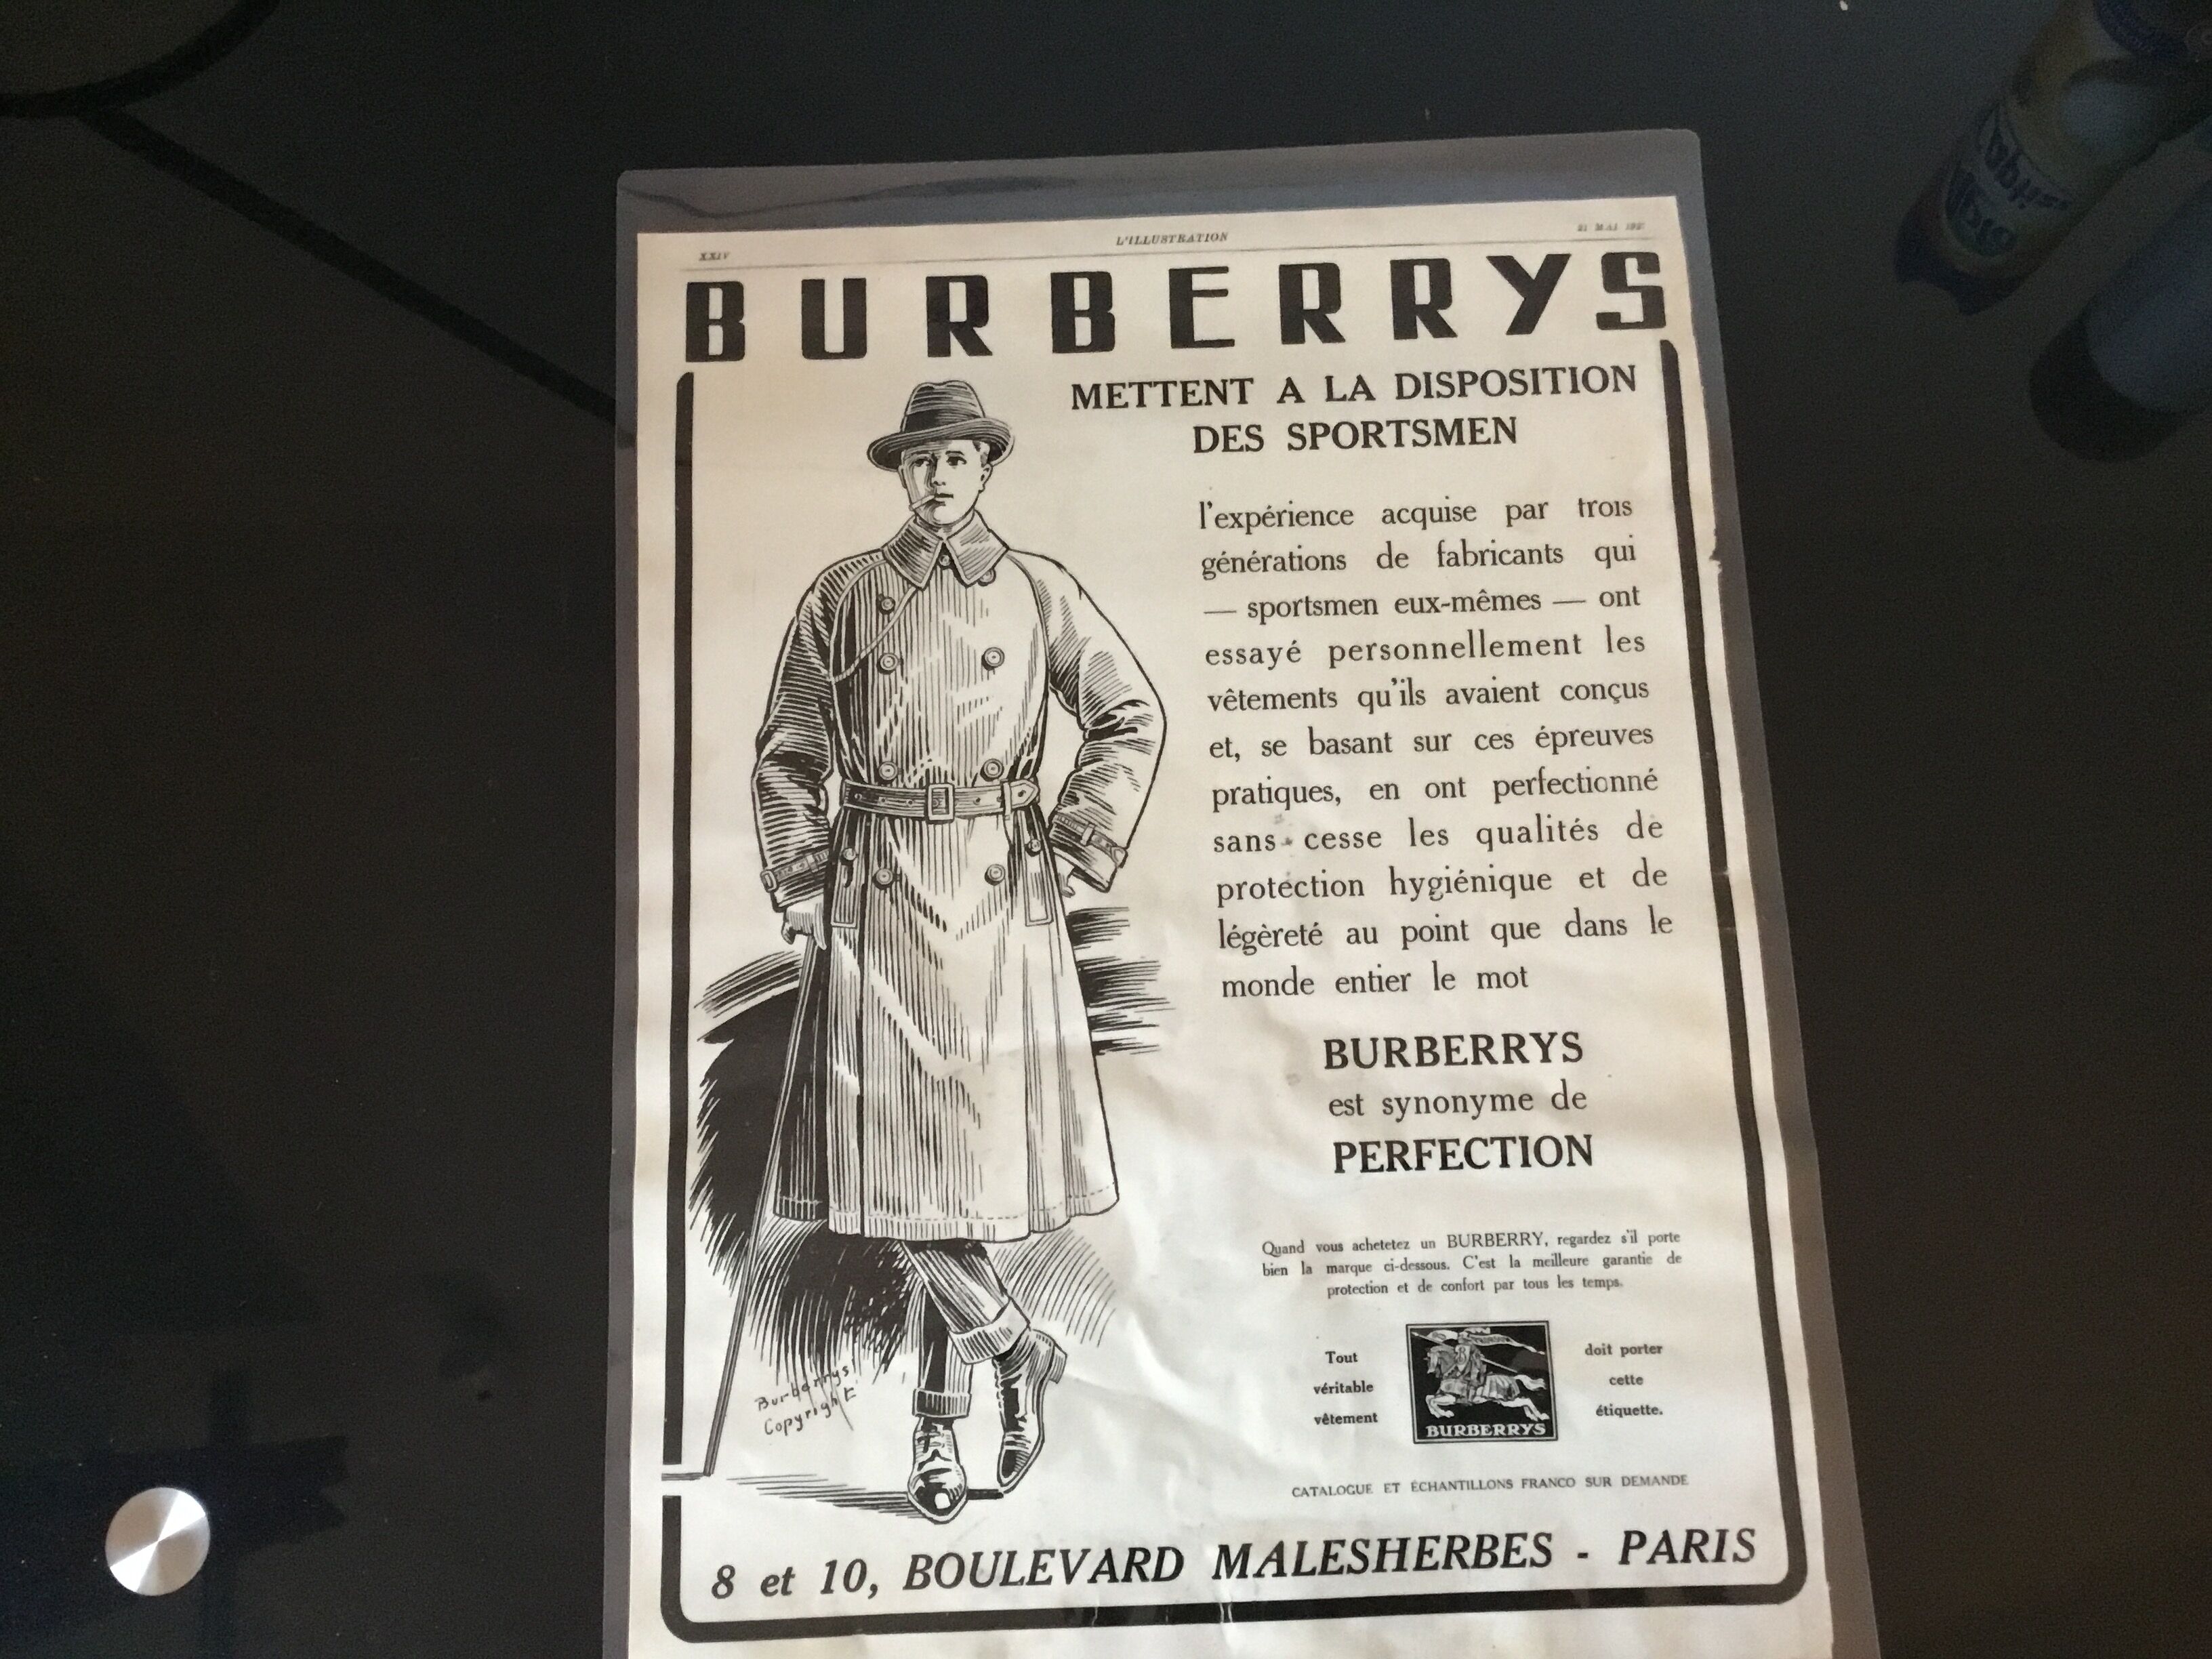 XXIV
L'ILLUSTRATION
21 MAI
BURBERRYS
METTENT A LA DISPOSITION
DES SPORTSMEN
l'expérience acquise par trois
générations de fabricants qui
— sportsmen eux-mêmes — ont
essayé personnellement les
vêtements qu'ils avaient conçus
et, se basant sur ces épreuves
pratiques, en ont perfectionné
sans cesse les qualités de
protection hygiénique et de
légèreté au point que dans le
monde entier le mot
BURBERRYS
est synonyme de
PERFECTION
Quand vous achetetez un BURBERRY, regardez s'il porte
bien la marque ci-dessous. C'est la meilleure garantie de
protection et de confort par tous les temps.
Tout
véritable
vêtement
BURBERRYS
doit porter
cette
étiquette.
Burberrys
Copyright
CATALOGUE ET ÉCHANTILLONS FRANCO SUR DEMANDE
8 et 10, BOULEVARD MALESHERBES - PARIS